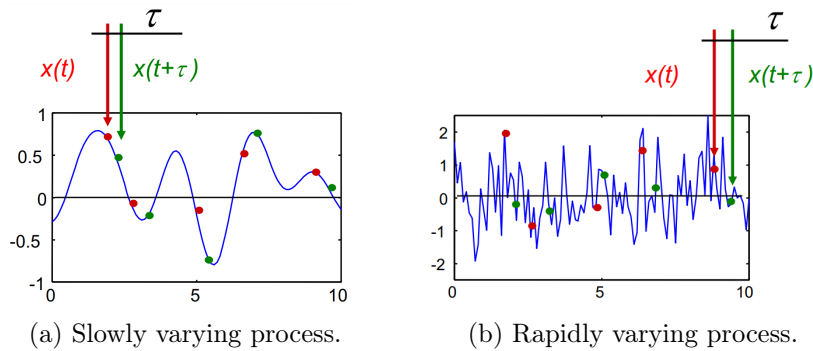 τ
x(t) x(t+τ)
1
0.5
0
-0.5
-1
0 5 10
(a) Slowly varying process.
τ
x(t) x(t+τ)
2
1
0
-1
-2
0 5 10
(b) Rapidly varying process.